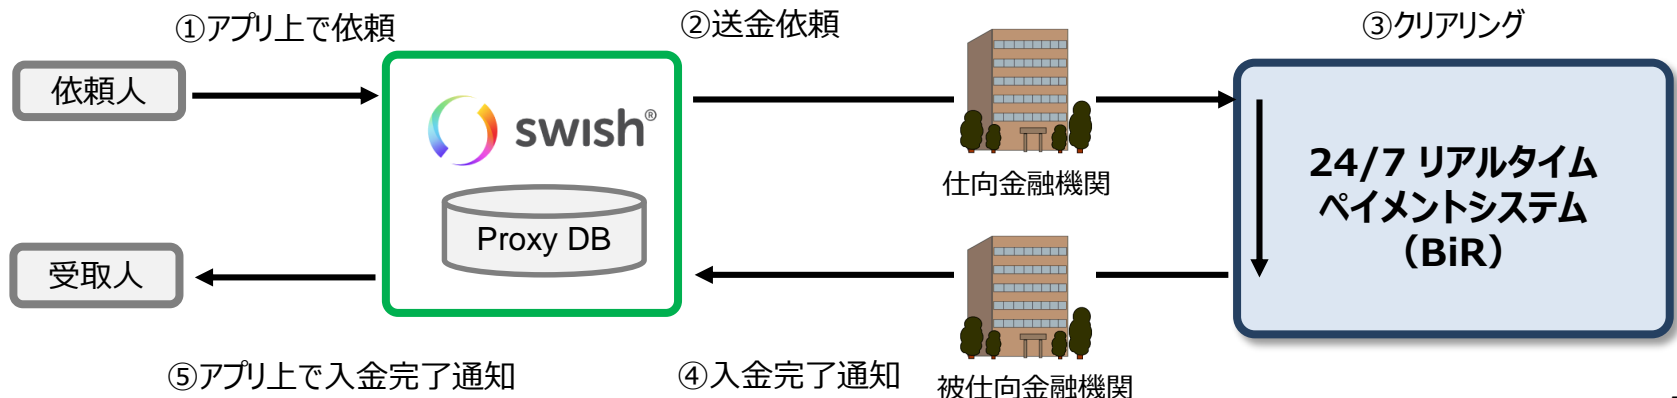 ①アプリ上で依頼
②送金依頼
③クリアリング
依頼人
swish®
仕向金融機関
24/7 リアルタイム
ペイメントシステム
（BiR）
Proxy DB
受取人
⑤アプリ上で入金完了通知
④入金完了通知
被仕向金融機関